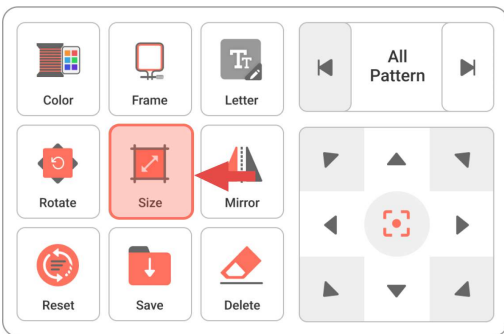 Color
Frame
Letter
All
Pattern
Rotate
Size
Mirror
Reset
Save
Delete